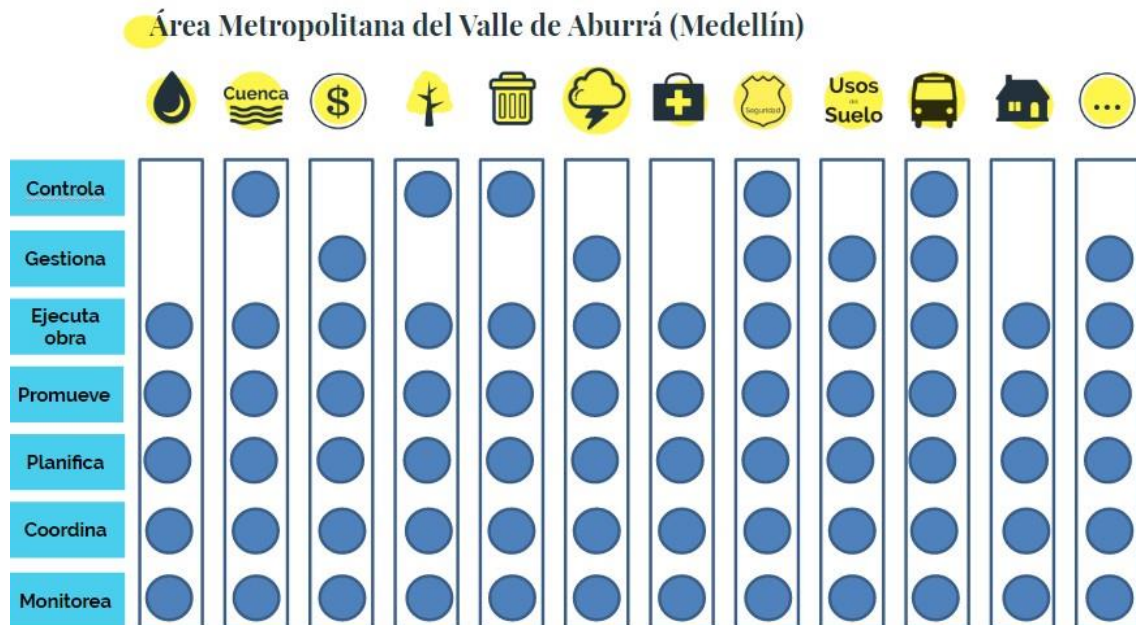 Área Metropolitana del Valle de Aburrá (Medellín)
Cuenca
$
Seguridad
Usos
del
Suelo
...
Controla
Gestiona
Ejecuta
obra
Promueve
Planifica
Coordina
Monitorea